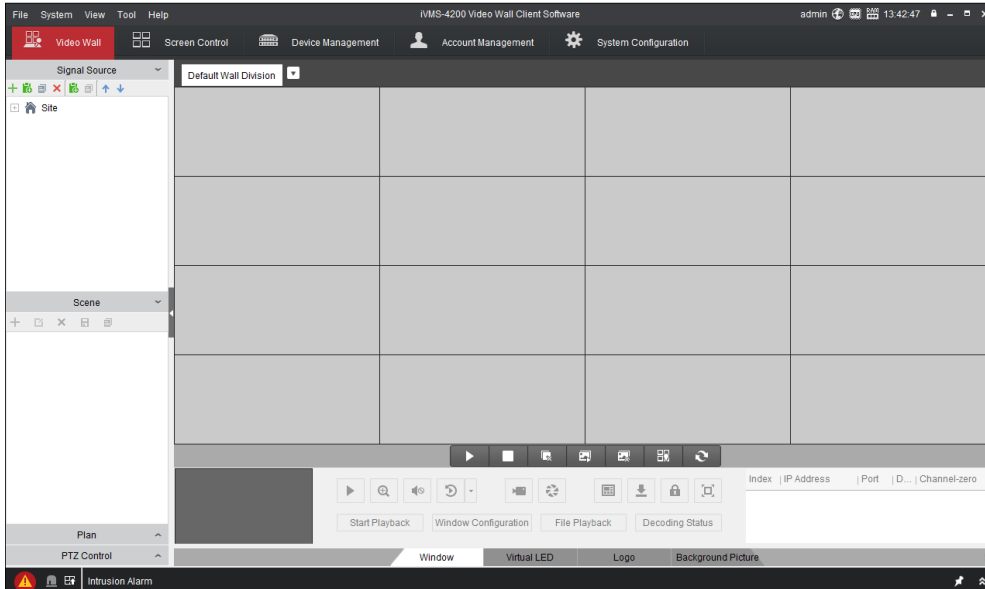 File System View Tool Help iVMS-4200 Video Wall Client Software admin 13:42:47
Video Wall Screen Control Device Management Account Management System Configuration
Signal Source Default Wall Division
Site
Scene
Index IP Address Port D... Channel-zero
Start Playback Window Configuration File Playback Decoding Status
Plan
PTZ Control Window Virtual LED Logo Background Picture
Intrusion Alarm